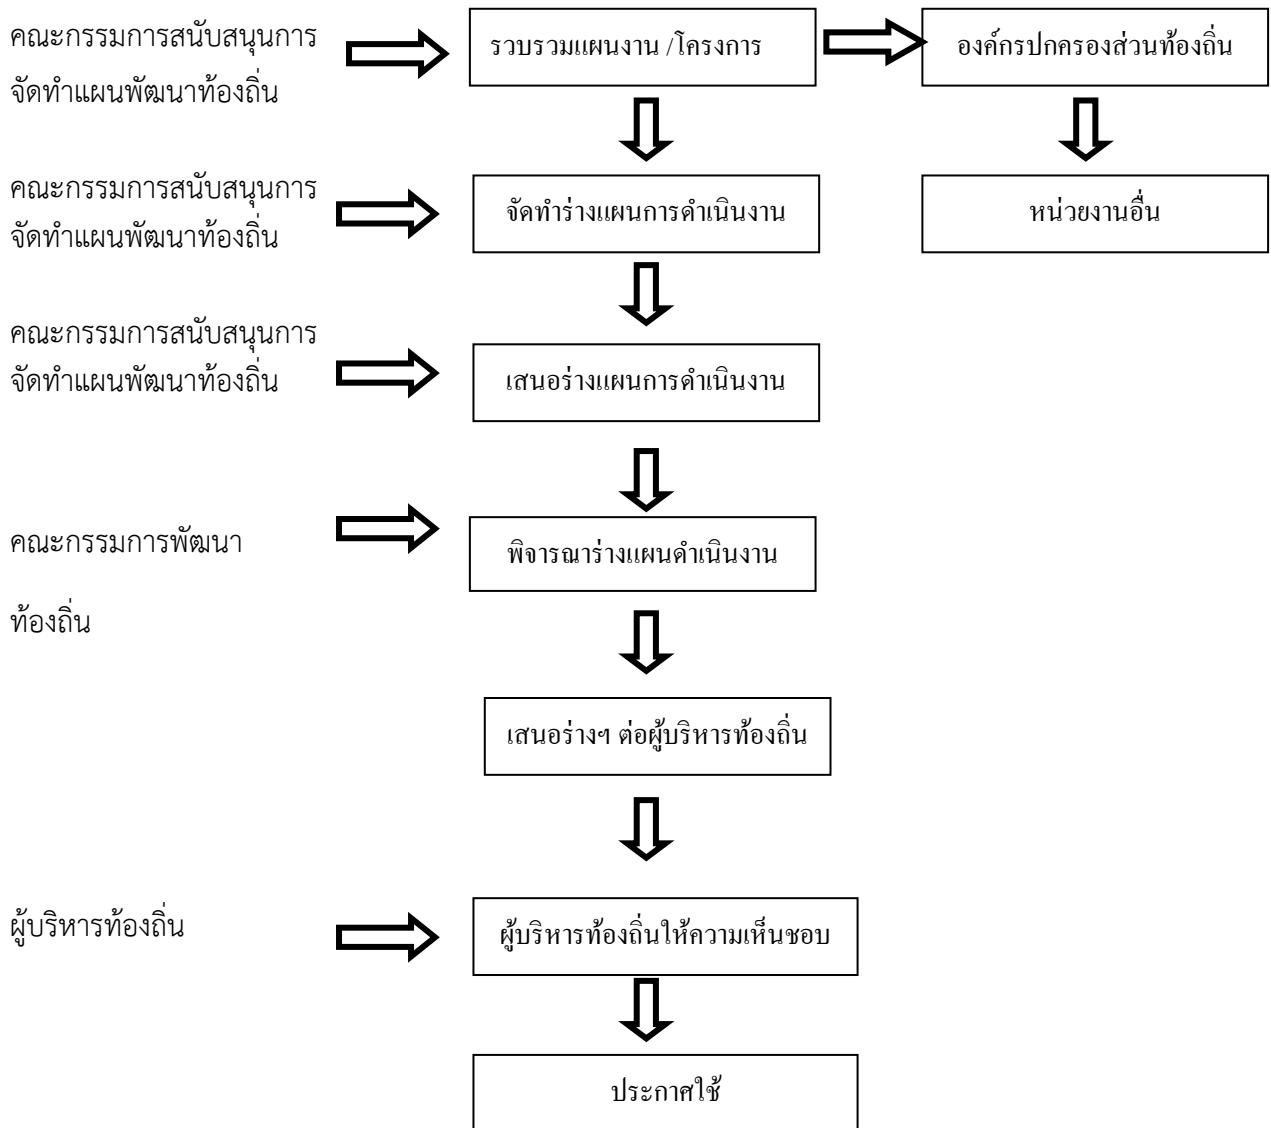 คณะกรรมการสนับสนุนการ
จัดทำแผนพัฒนาท้องถิ่น
รวบรวมแผนงาน /โครงการ
องค์กรปกครองส่วนท้องถิ่น
คณะกรรมการสนับสนุนการ
จัดทำแผนพัฒนาท้องถิ่น
จัดทำร่างแผนการดำเนินงาน
หน่วยงานอื่น
คณะกรรมการสนับสนุนการ
จัดทำแผนพัฒนาท้องถิ่น
เสนอร่างแผนการดำเนินงาน
คณะกรรมการพัฒนา
ท้องถิ่น
พิจารณาร่างแผนดำเนินงาน
เสนอร่างฯ ต่อผู้บริหารท้องถิ่น
ผู้บริหารท้องถิ่น
ผู้บริหารท้องถิ่นให้ความเห็นชอบ
ประกาศใช้